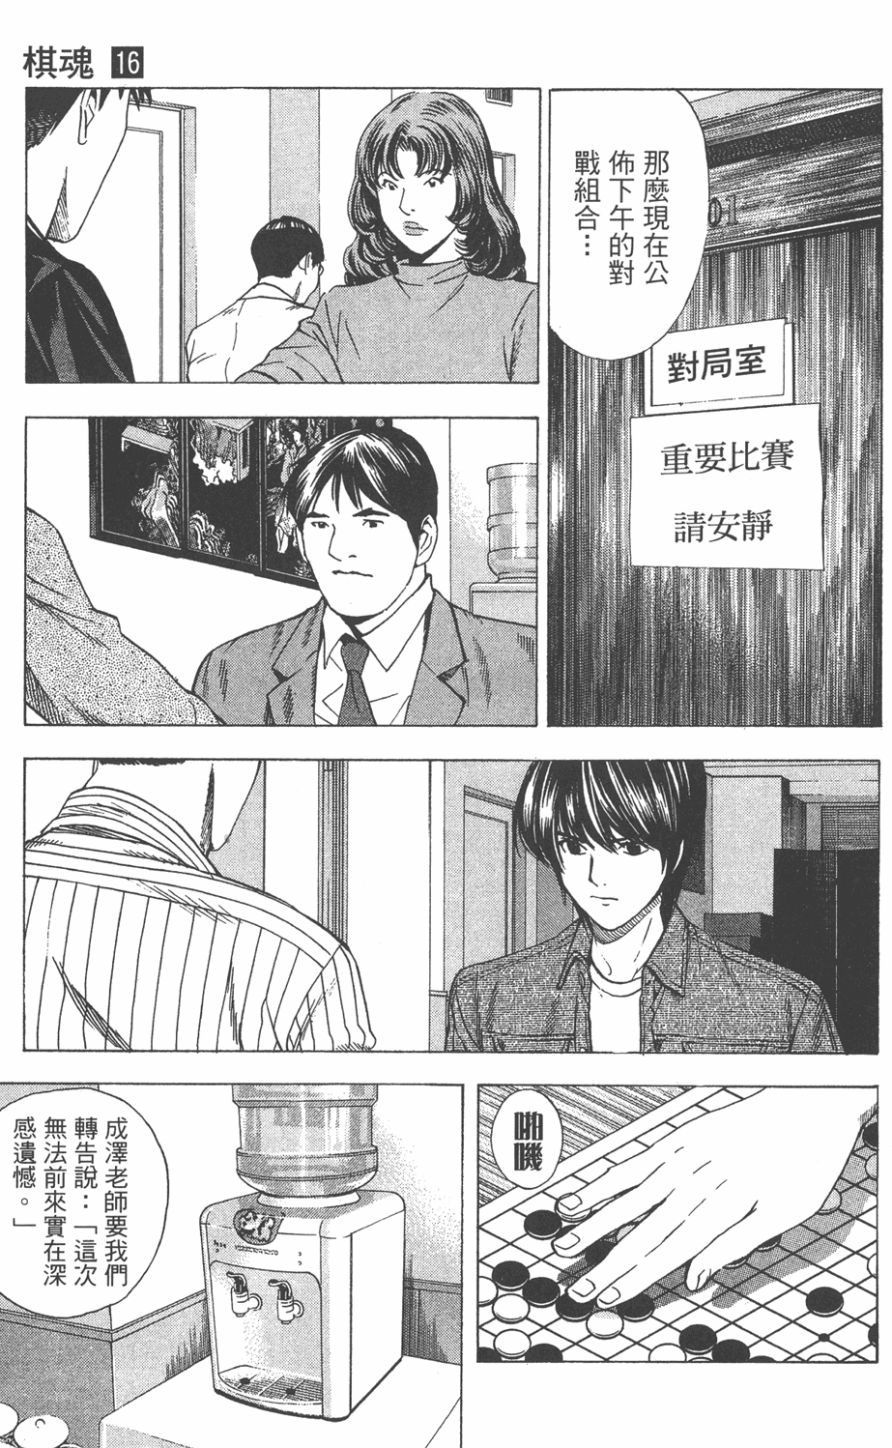 棋魂 16
01
那麼現在公
佈下午的對
戰組合…
對局室
重要比賽
請安靜
啪嘰
成澤老師要我們
轉告說：「這次
無法前來實在深
感遺憾。」